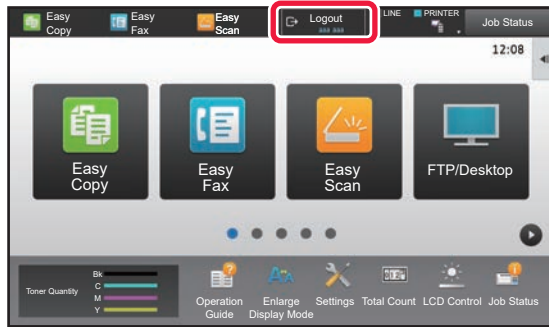 Easy
Copy
Easy
Fax
Easy
Scan
Logout
LINE
PRINTER
Job Status
12:08
Easy
Copy
Easy
Fax
Easy
Scan
FTP/Desktop
Toner Quantity
Bk
C
M
Y
Operation
Guide
Enlarge
Display Mode
Settings
Total Count
LCD Control
Job Status